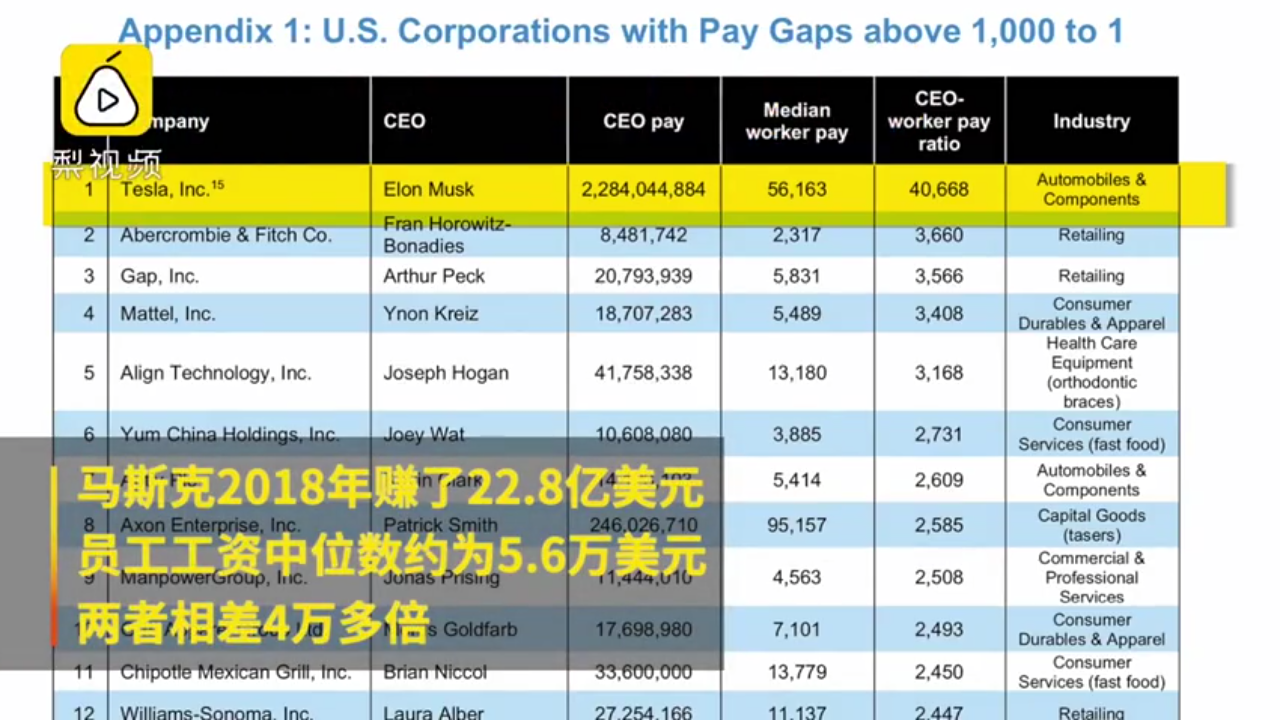 Appendix 1: U.S. Corporations with Pay Gaps above 1,000 to 1
梨视频
CEO CEO pay Median worker pay CEO-worker pay ratio Industry
1 Tesla, Inc.15 Elon Musk 2,284,044,884 56,163 40,668 Automobiles & Components
2 Abercrombie & Fitch Co. Fran Horowitz-Bonadies 8,481,742 2,317 3,660 Retailing
3 Gap, Inc. Arthur Peck 20,793,939 5,831 3,566 Retailing
4 Mattel, Inc. Ynon Kreiz 18,707,283 5,489 3,408 Consumer Durables & Apparel
5 Align Technology, Inc. Joseph Hogan 41,758,338 13,180 3,168 Health Care Equipment (orthodontic braces)
6 Yum China Holdings, Inc. Joey Wat 10,608,080 3,885 2,731 Consumer Services (fast food)
5,414 2,609 Automobiles & Components
8 Axon Enterprise, Inc. Patrick Smith 246,026,710 95,157 2,585 Capital Goods (tasers)
9 ManpowerGroup, Inc. Jonas Prising 11,444,010 4,563 2,508 Commercial & Professional Services
Goldfarb 17,698,980 7,101 2,493 Consumer Durables & Apparel
11 Chipotle Mexican Grill, Inc. Brian Niccol 33,600,000 13,779 2,450 Consumer Services (fast food)
12 Williams-Sonoma, Inc. Laura Alber 27,254,166 11,137 2,447 Retailing
马斯克2018年赚了22.8亿美元
员工工资中位数约为5.6万美元
两者相差4万多倍